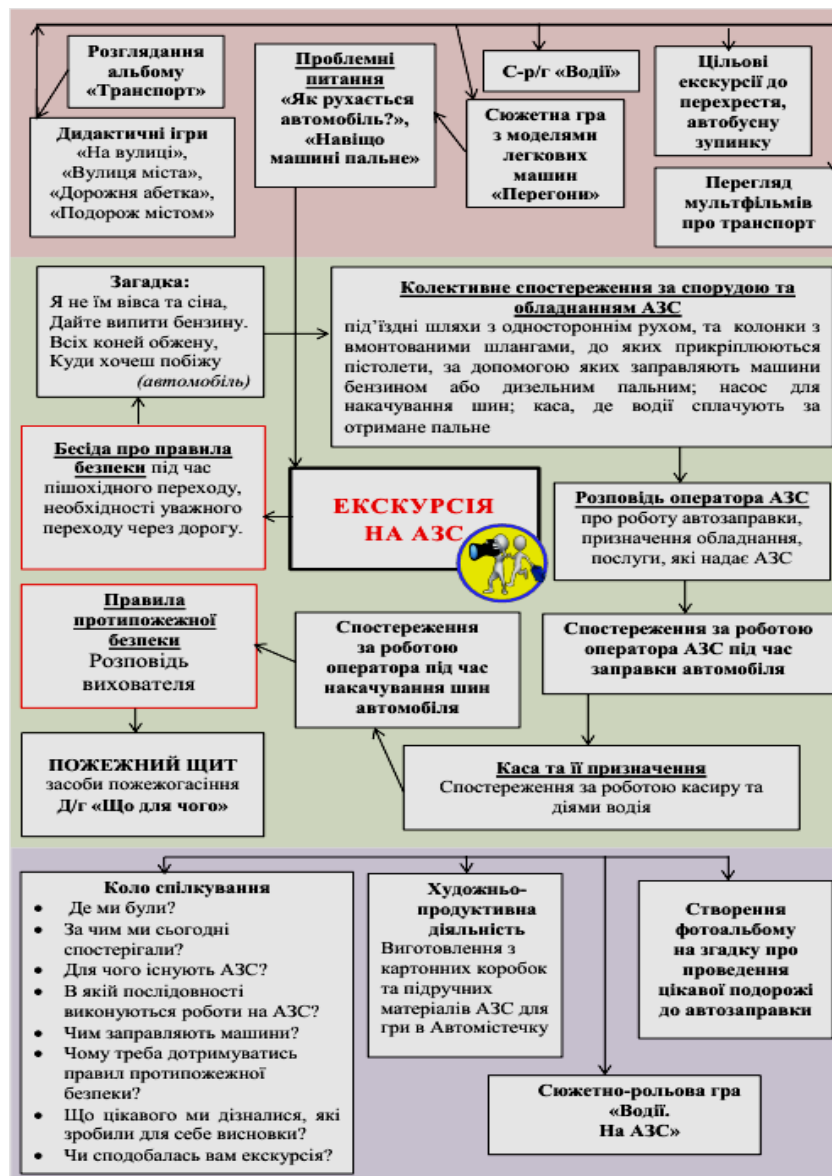 Розглядання
альбому
«Транспорт»
Дидактичні ігри
«На вулиці»,
«Вулиця міста»,
«Дорожня абетка»,
«Подорож містом»
Проблемні
питання
«Як рухається
автомобіль?»,
«Навіщо
машині пальне»
С-р/г «Водії»
Сюжетна гра
з моделями
легкових
машин
«Перегони»
Цільові
екскурсії до
перехрестя,
автобусну
зупинку
Перегляд
мультфільмів
про транспорт
Загадка:
Я не їм вівса та сіна,
Дайте випити бензину.
Всіх коней обжену,
Куди хочеш побіжу
(автомобіль)
Колективне спостереження за спорудою та
обладнанням АЗС
під’їздні шляхи з одностороннім рухом, та колонки з
вмонтованими шлангами, до яких прикріплюються
пістолети, за допомогою яких заправляють машини
бензином або дизельним пальним; насос для
накачування шин; каса, де водії сплачують за
отримане пальне
Бесіда про правила
безпеки під час
пішохідного переходу,
необхідності уважного
переходу через дорогу.
ЕКСКУРСІЯ
НА АЗС
Розповідь оператора АЗС
про роботу автозаправки,
призначення обладнання,
послуги, які надає АЗС
Правила
протипожежної
безпеки
Розповідь
вихователя
Спостереження
за роботою
оператора під час
накачування шин
автомобіля
Спостереження за роботою
оператора АЗС під час
заправки автомобіля
ПОЖЕЖНИЙ ЩИТ
засоби пожежогасіння
Д/г «Що для чого»
Каса та її призначення
Спостереження за роботою касиру та
діями водія
Коло спілкування
• Де ми були?
• За чим ми сьогодні
спостерігали?
• Для чого існують АЗС?
• В якій послідовності
виконуються роботи на АЗС?
• Чим заправляють машини?
• Чому треба дотримуватись
правил протипожежної
безпеки?
• Що цікавого ми дізналися, які
зробили для себе висновки?
• Чи сподобалась вам екскурсія?
Художньо-
продуктивна
діяльність
Виготовлення з
картонних коробок
та підручних
матеріалів АЗС для
гри в Автомістечку
Створення
фотоальбому
на згадку про
проведення
цікавої подорожі
до автозаправки
Сюжетно-рольова гра
«Водії.
На АЗС»